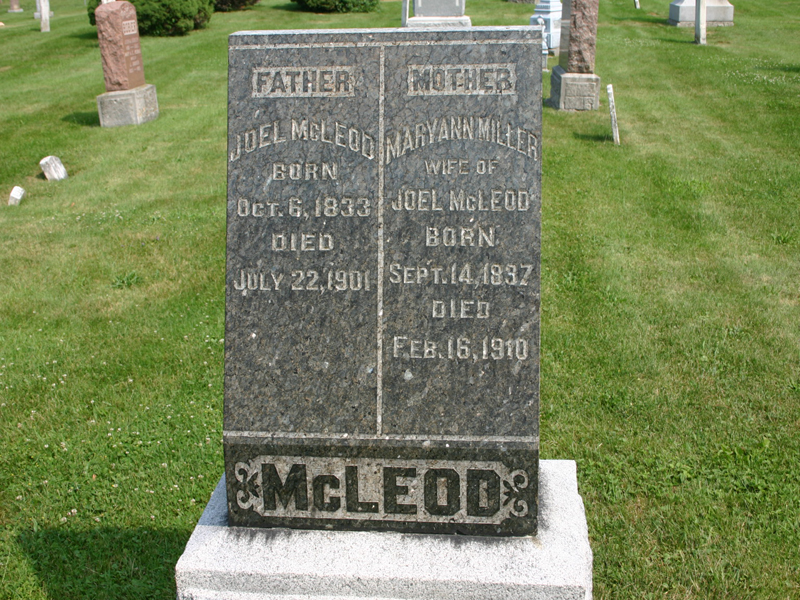 FATHER
JOEL McLEOD
BORN
OCT. 6, 1833
DIED
JULY 22, 1901
MOTHER
MARYANN MILLER
WIFE OF
JOEL McLEOD
BORN
SEPT. 14, 1837
DIED
FEB. 16, 1910
McLEOD